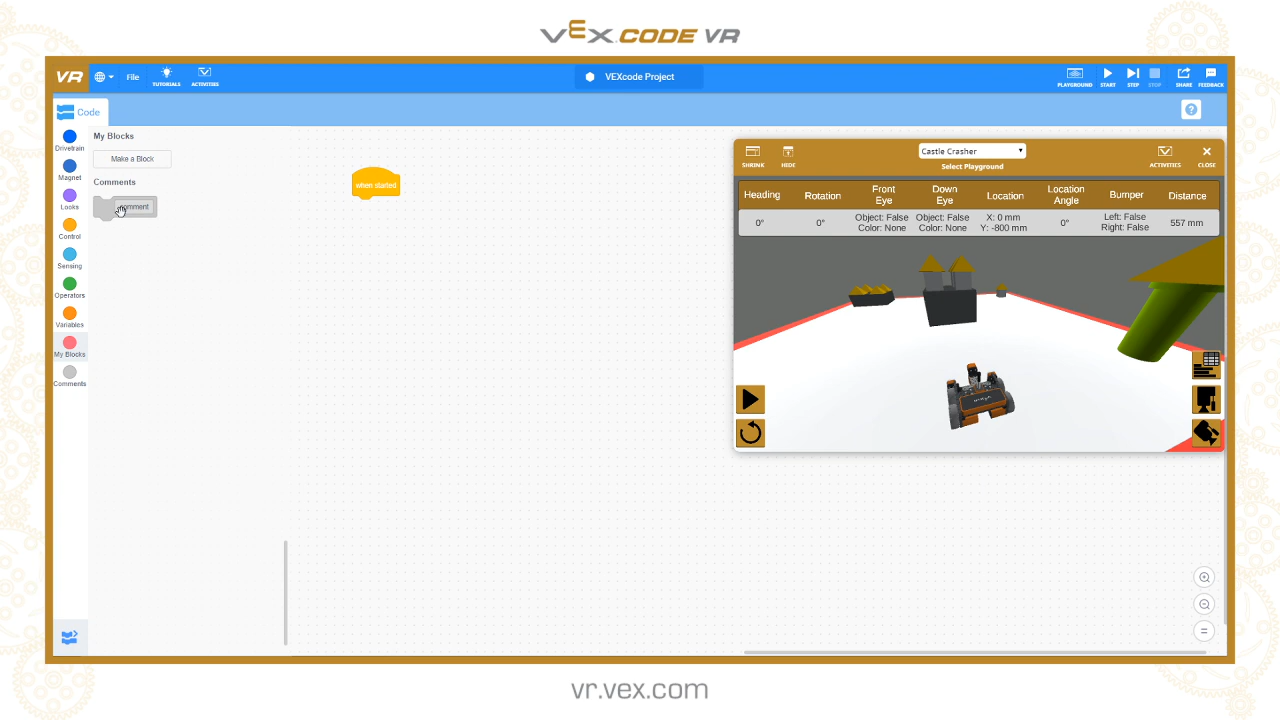 VEX CODE VR
VR
File
TUTORIALS
ACTIVITIES
VEXcode Project
PLAYGROUND
START
STEP
STOP
SHARE
FEEDBACK
Code
?
Drivetrain
Magnet
Looks
Control
Sensing
Operators
Variables
My Blocks
Comments
My Blocks
Make a Block
Comments
when started
SHRINK
HIDE
Castle Crasher
Select Playground
ACTIVITIES
CLOSE
Heading
Rotation
Front
Eye
Down
Eye
Location
Location
Angle
Bumper
Distance
0°
0°
Object: False
Color: None
Object: False
Color: None
X: 0 mm
Y: -800 mm
0°
Left: False
Right: False
557 mm
vr.vex.com